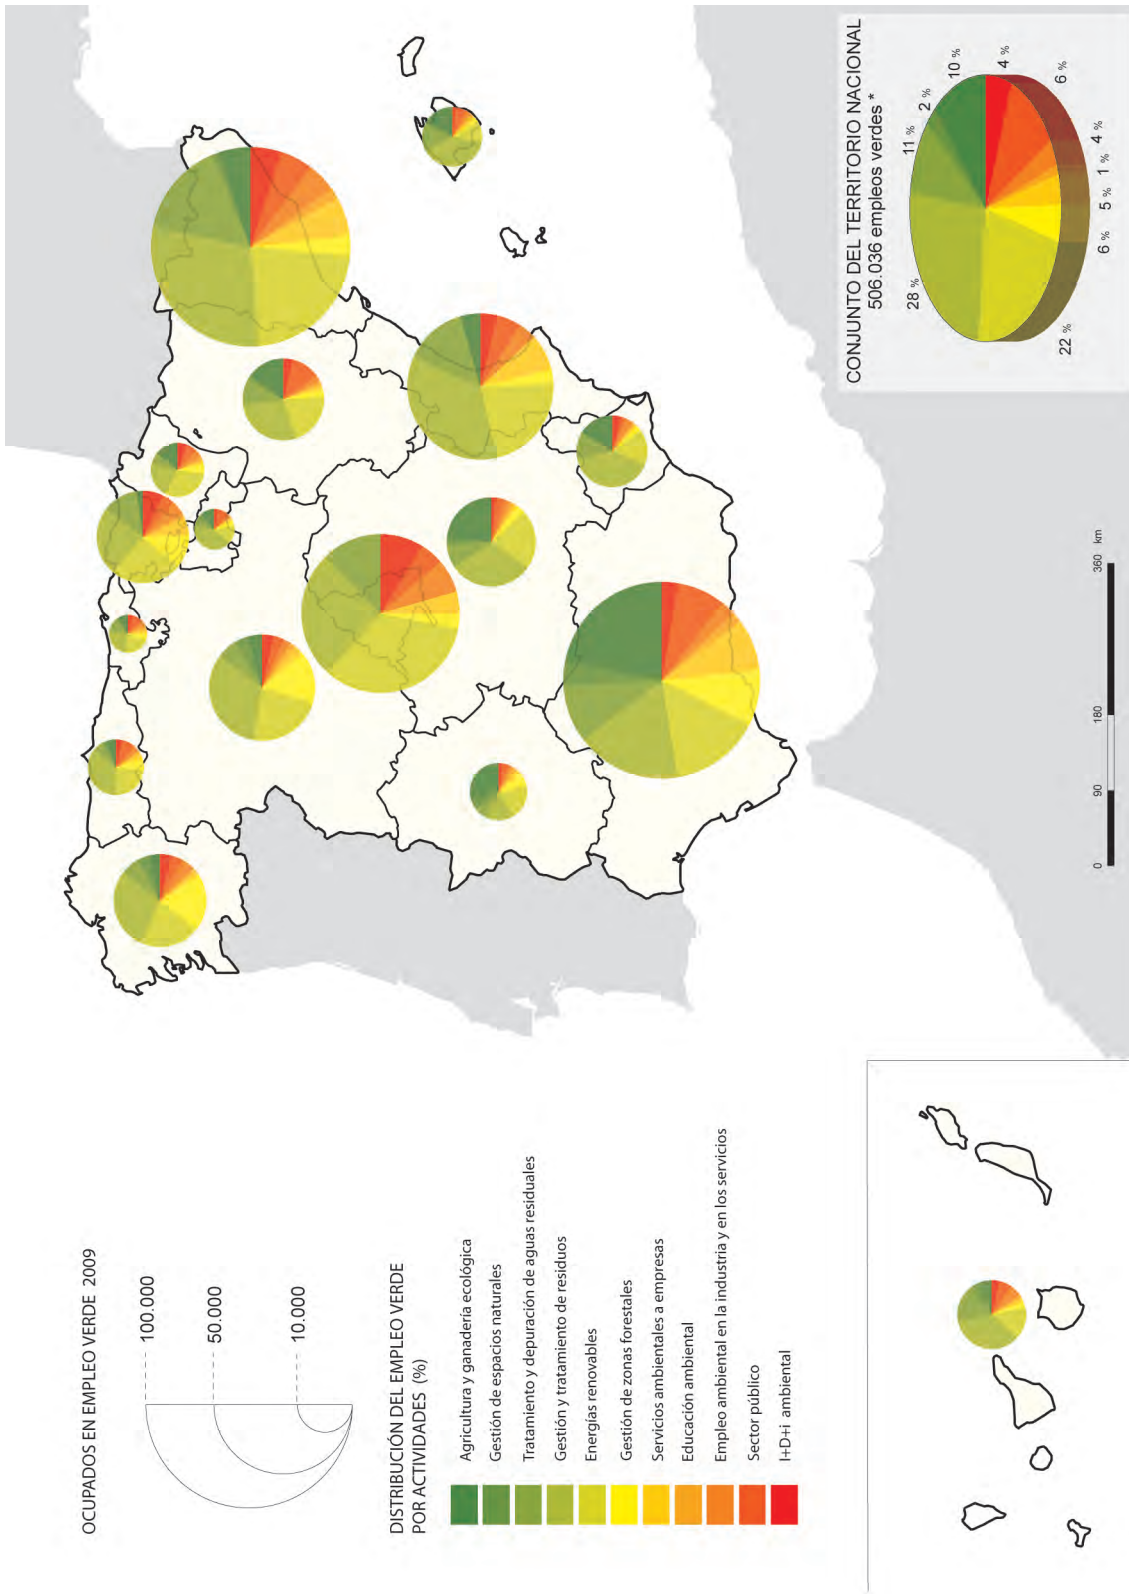 OCUPADOS EN EMPLEO VERDE 2009
100.000
50.000
10.000
DISTRIBUCIÓN DEL EMPLEO VERDE
POR ACTIVIDADES (%)
Agricultura y ganadería ecológica
Gestión de espacios naturales
Tratamiento y depuración de aguas residuales
Gestión y tratamiento de residuos
Energías renovables
Gestión de zonas forestales
Servicios ambientales a empresas
Educación ambiental
Empleo ambiental en la industria y en los servicios
Sector público
I+D+i ambiental
0 90 180 360 km
CONJUNTO DEL TERRITORIO NACIONAL
506.036 empleos verdes *
28 %
11 %
2 %
10 %
4 %
6 %
4 %
1 %
5 %
6 %
22 %